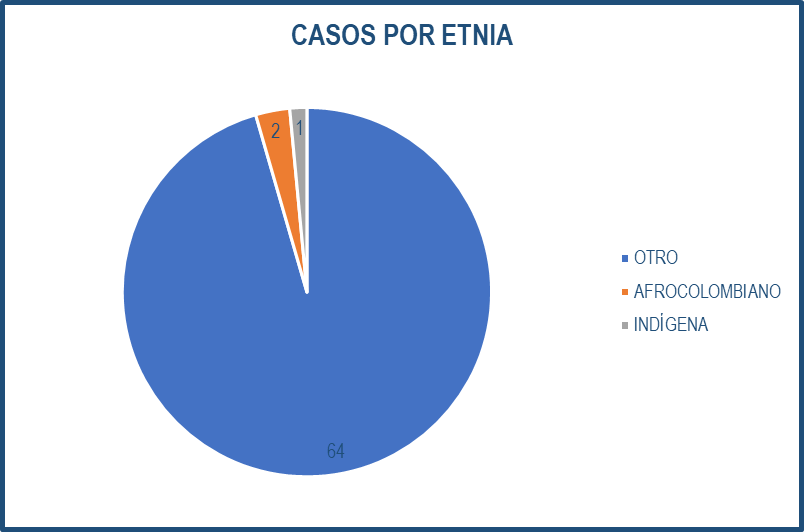 CASOS POR ETNIA
2
1
64
OTRO
AFROCOLOMBIANO
INDÍGENA